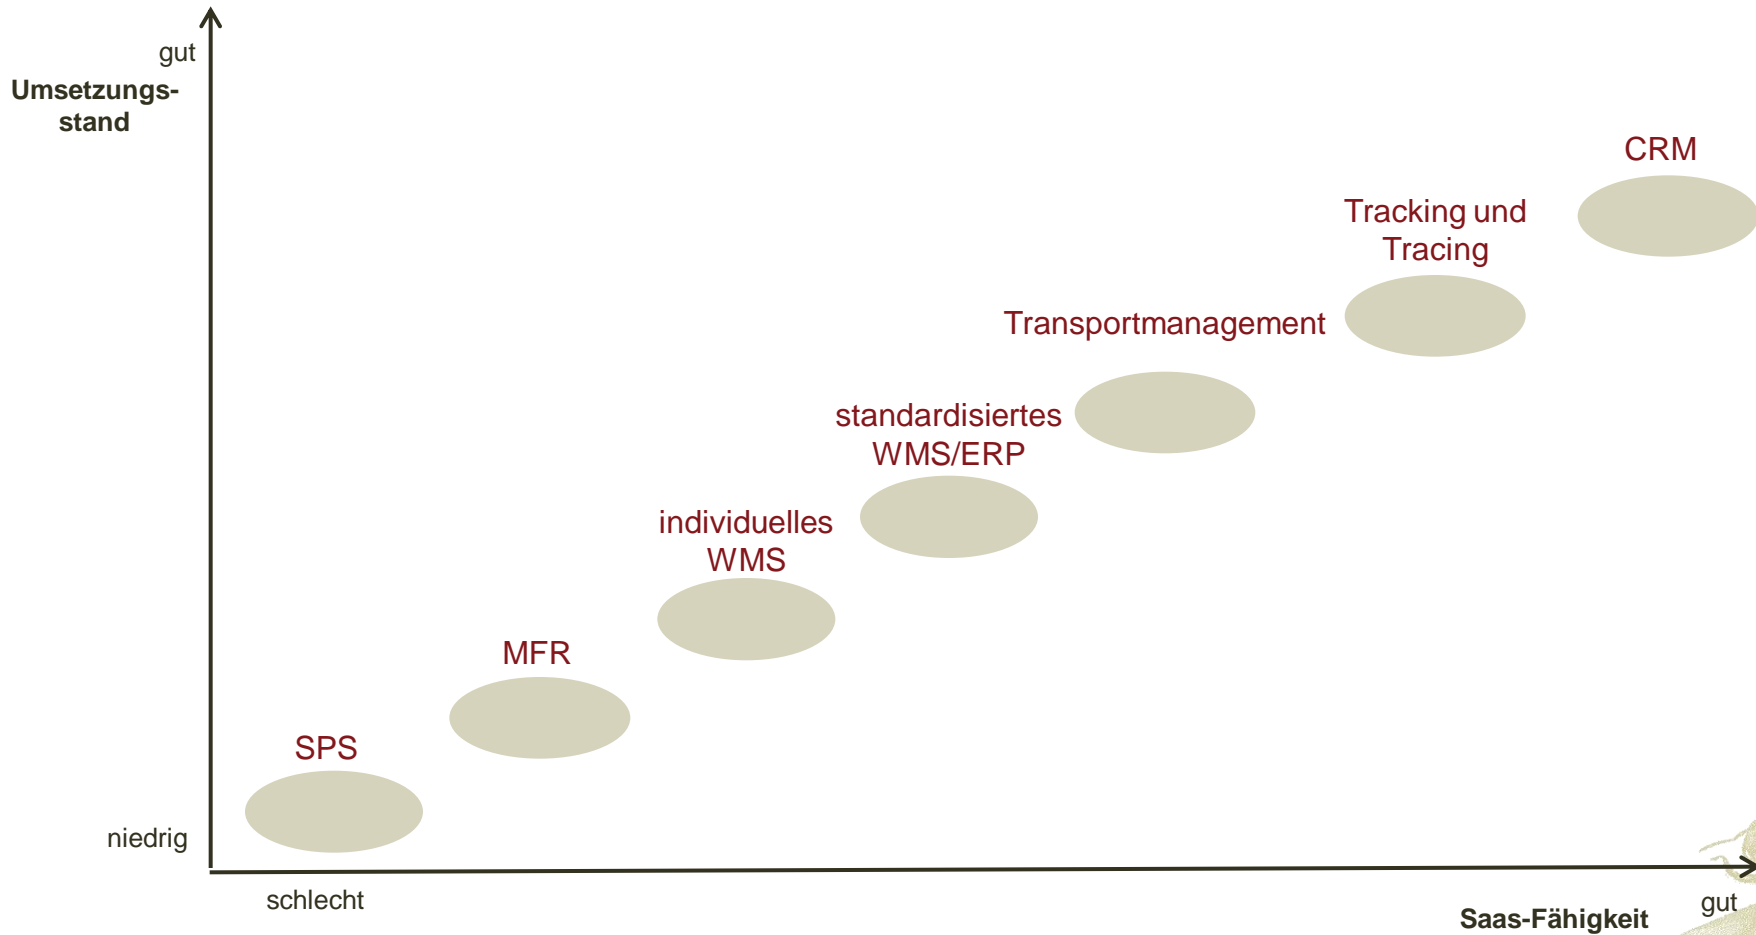 gut
Umsetzungs-
stand
CRM
Tracking und
Tracing
Transportmanagement
standardisiertes
WMS/ERP
individuelles
WMS
MFR
SPS
niedrig
schlecht
gut
Saas-Fähigkeit